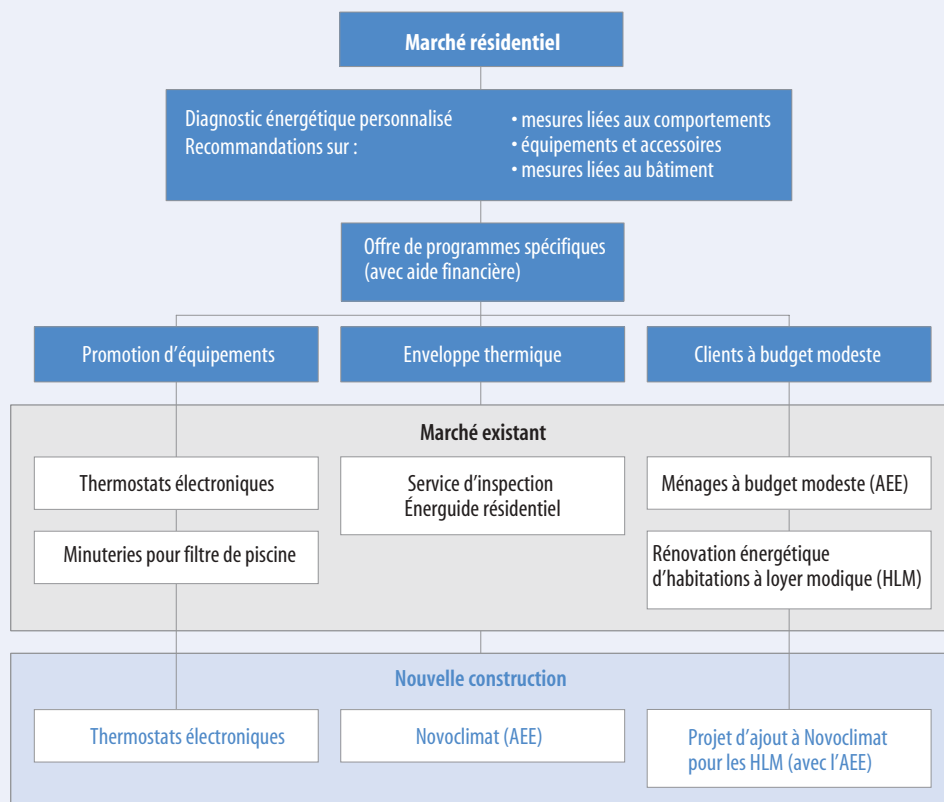 Marché résidentiel
Diagnostic énergétique personnalisé
Recommandations sur :
• mesures liées aux comportements
• équipements et accessoires
• mesures liées au bâtiment
Offre de programmes spécifiques
(avec aide financière)
Promotion d'équipements
Enveloppe thermique
Clients à budget modeste
Marché existant
Thermostats électroniques
Minuteries pour filtre de piscine
Service d'inspection
Énerguide résidentiel
Ménages à budget modeste (AEE)
Rénovation énergétique
d'habitations à loyer modique (HLM)
Nouvelle construction
Thermostats électroniques
Novoclimat (AEE)
Projet d'ajout à Novoclimat
pour les HLM (avec l'AEE)